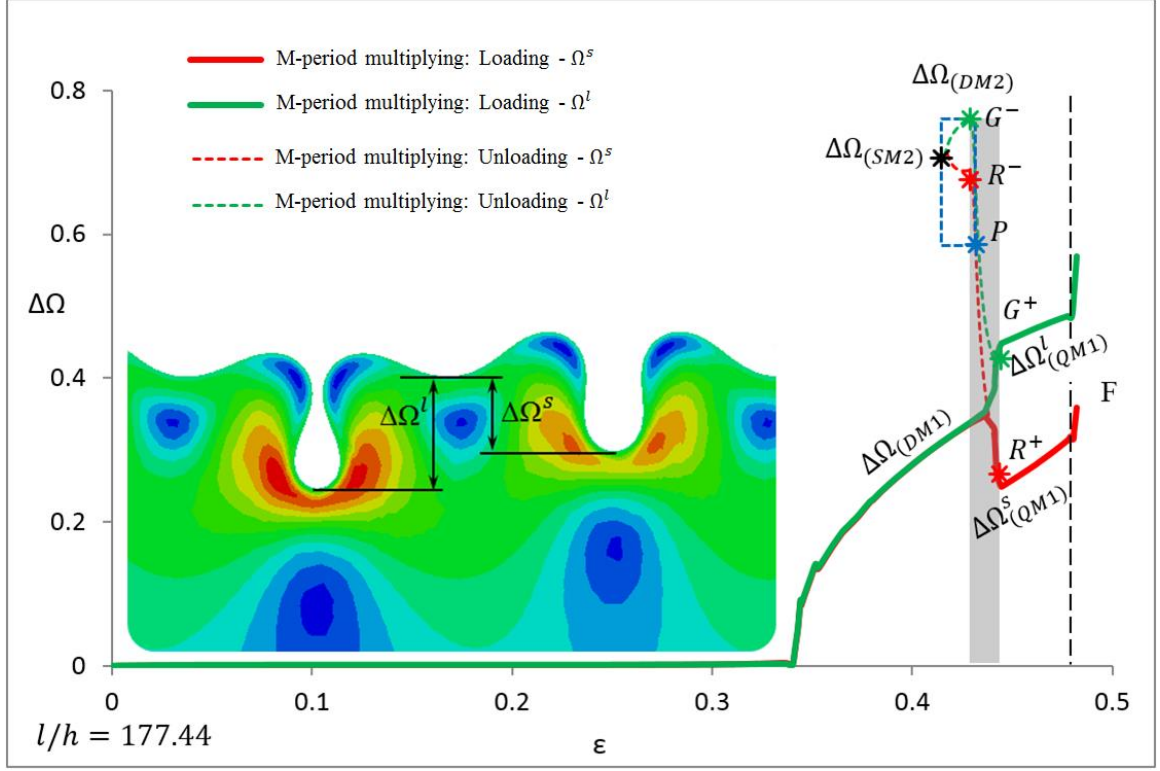 M-period multiplying: Loading - Ωˢ
M-period multiplying: Loading - Ωˡ
M-period multiplying: Unloading - Ωˢ
M-period multiplying: Unloading - Ωˡ
ΔΩ(DM2)
G⁻
ΔΩ(SM2)
R⁻
P
G⁺
ΔΩˡ(QM1)
F
ΔΩ(DM1)
R⁺
ΔΩˢ(QM1)
ΔΩˡ
ΔΩˢ
ΔΩ
0.8
0.6
0.4
0.2
0
0 0.1 0.2 0.3 0.4 0.5
ε
l/h = 177.44